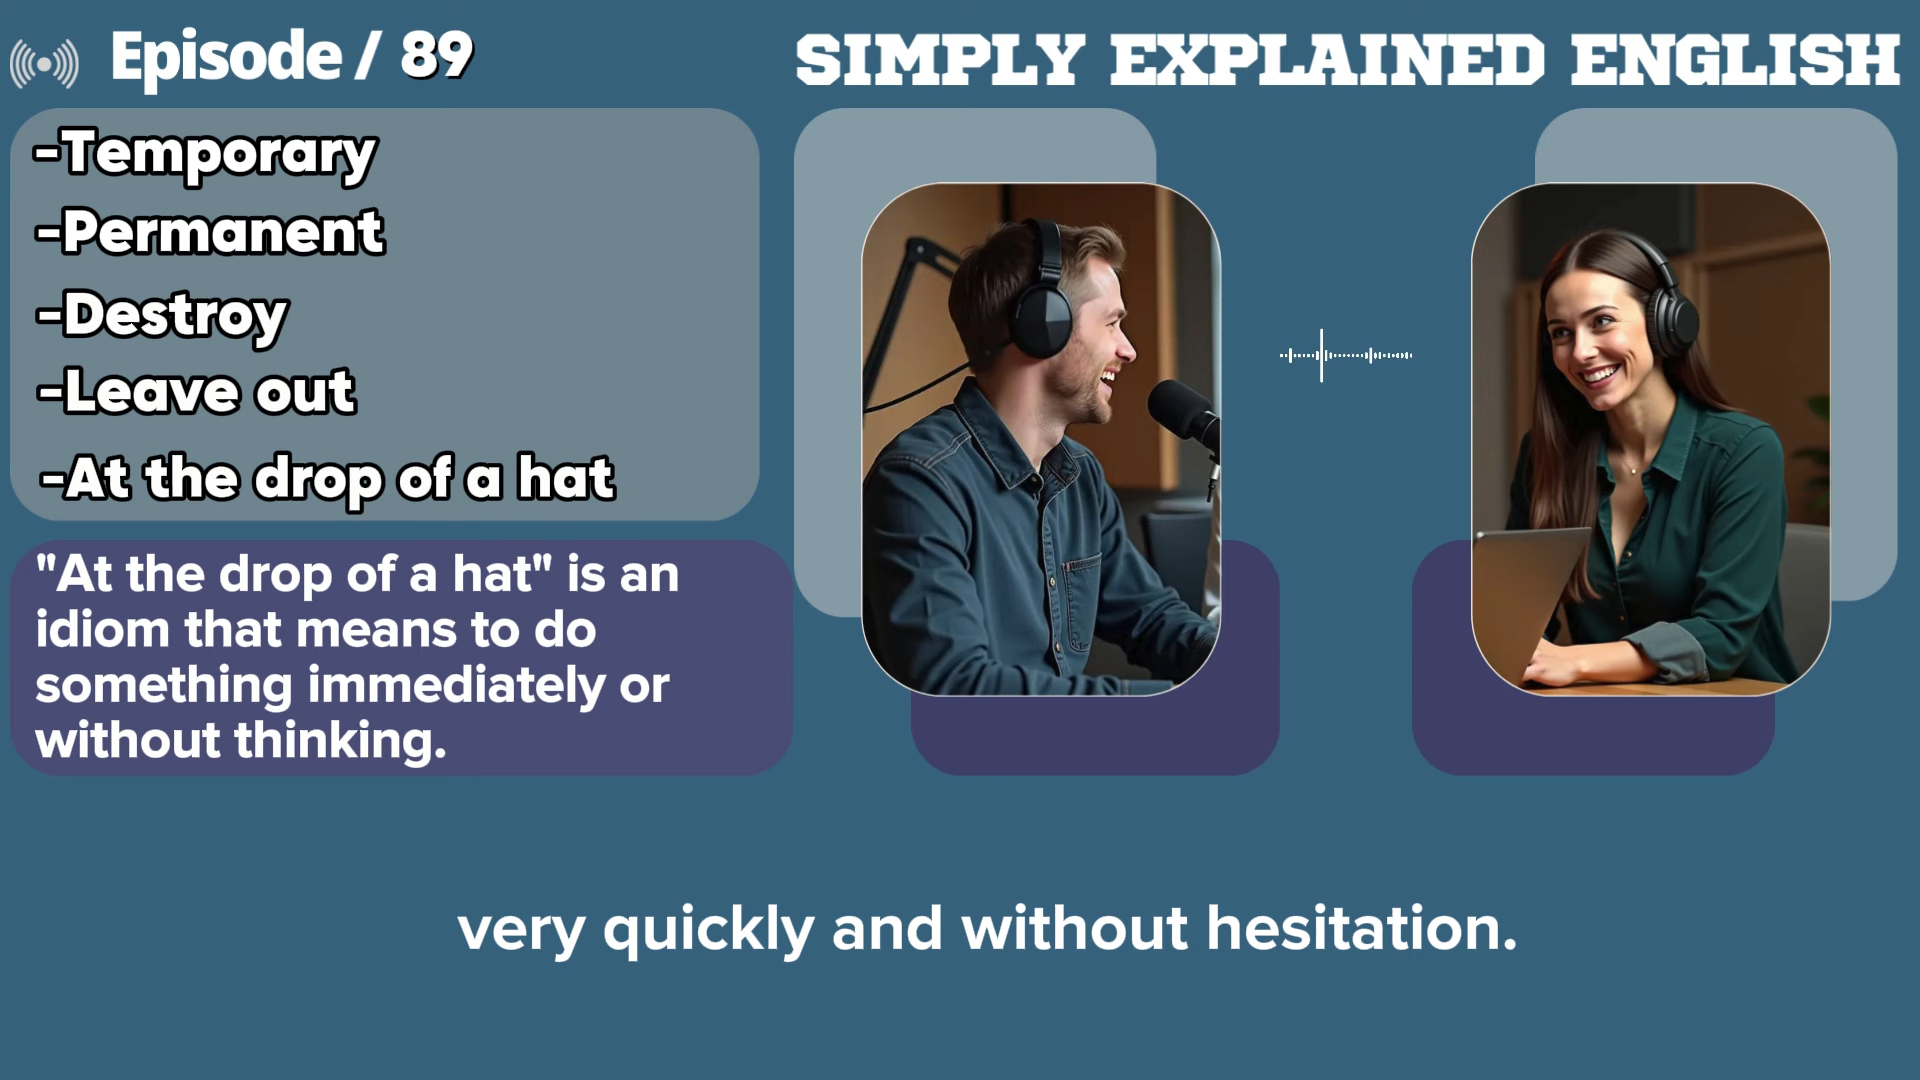 Episode / 89
SIMPLY EXPLAINED ENGLISH
-Temporary
-Permanent
-Destroy
-Leave out
-At the drop of a hat
"At the drop of a hat" is an
idiom that means to do
something immediately or
without thinking.
very quickly and without hesitation.